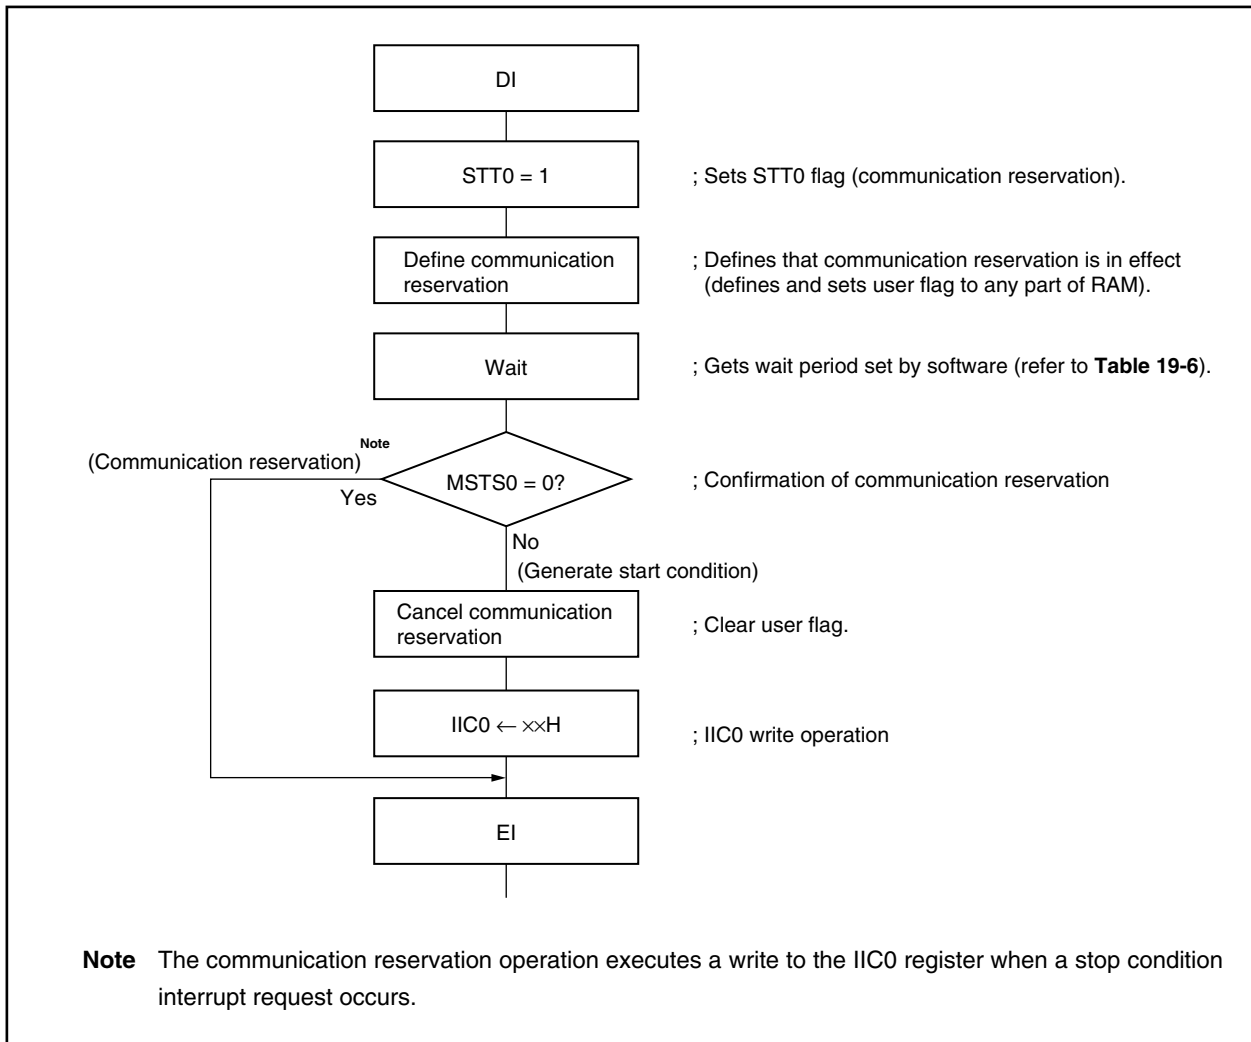 DI
STT0 = 1
; Sets STT0 flag (communication reservation).
Define communication
reservation
; Defines that communication reservation is in effect
(defines and sets user flag to any part of RAM).
Wait
; Gets wait period set by software (refer to Table 19-6).
(Communication reservation) Note
MSTS0 = 0?
; Confirmation of communication reservation
Yes
No
(Generate start condition)
Cancel communication
reservation
; Clear user flag.
IIC0 ← ××H
; IIC0 write operation
EI
Note The communication reservation operation executes a write to the IIC0 register when a stop condition
interrupt request occurs.